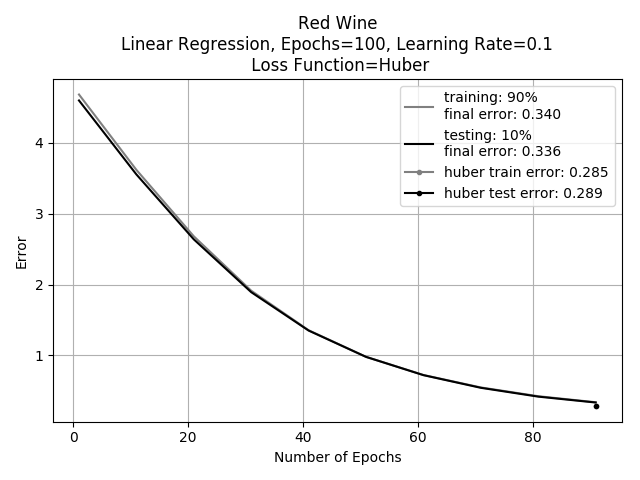 Red Wine
Linear Regression, Epochs=100, Learning Rate=0.1
Loss Function=Huber
training: 90%
final error: 0.340
testing: 10%
final error: 0.336
huber train error: 0.285
huber test error: 0.289
Error
4
3
2
1
0 20 40 60 80
Number of Epochs